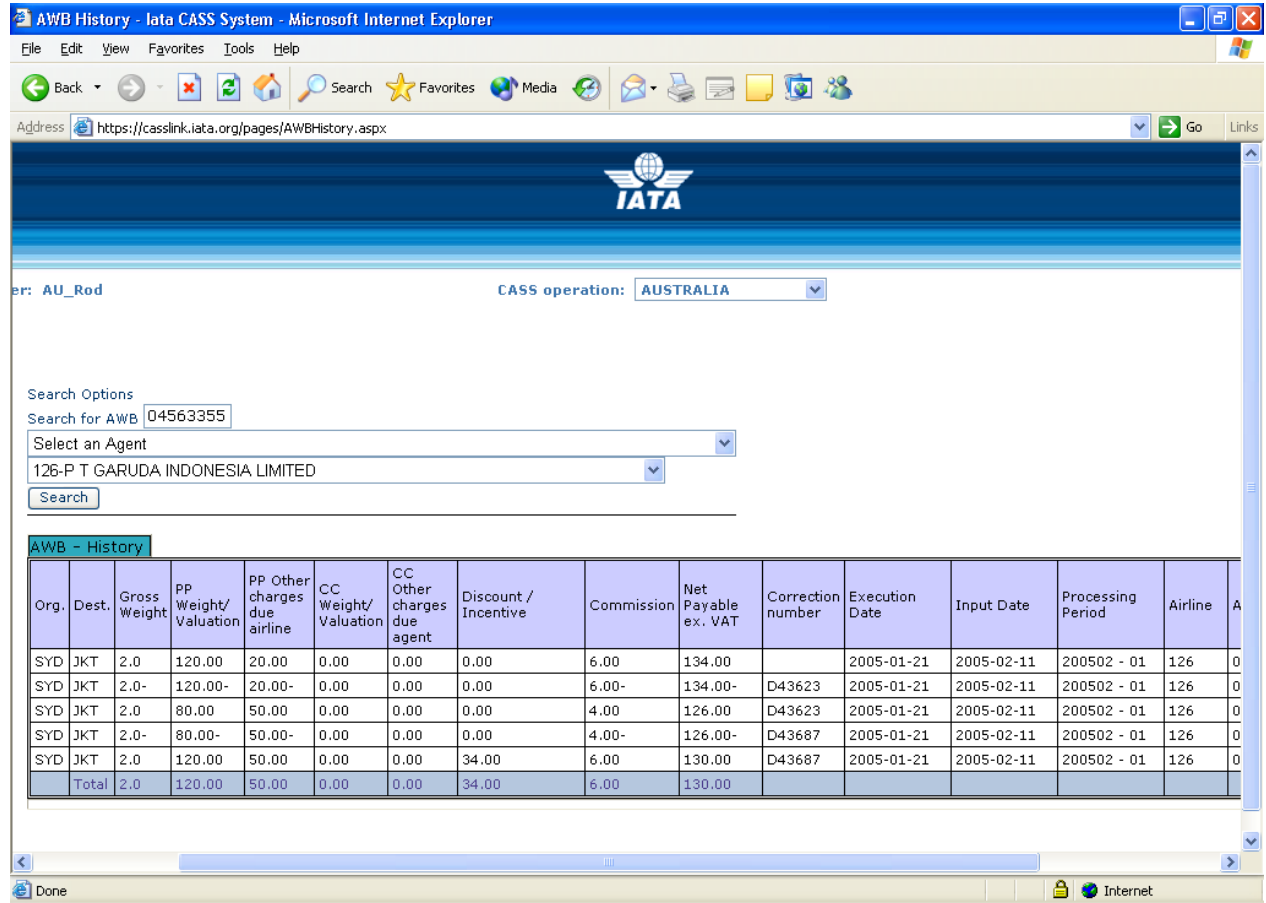 AWB History - Iata CASS System - Microsoft Internet Explorer
File Edit View Favorites Tools Help
Back Search Favorites Media
Address https://casslink.iata.org/pages/AWBHistory.aspx Go Links
IATA
er: AU_Rod CASS operation: AUSTRALIA
Search Options
Search for AWB 04563355
Select an Agent
126-P T GARUDA INDONESIA LIMITED
Search
AWB - History
Org. Dest. Gross Weight PP Weight/ Valuation PP Other charges due airline CC Weight/ Valuation CC Other charges due agent Discount / Incentive Commission Net Payable ex. VAT Correction number Execution Date Input Date Processing Period Airline A
SYD JKT 2.0 120.00 20.00 0.00 0.00 0.00 6.00 134.00 2005-01-21 2005-02-11 200502 - 01 126 0
SYD JKT 2.0- 120.00- 20.00- 0.00 0.00 0.00 6.00- 134.00- D43623 2005-01-21 2005-02-11 200502 - 01 126 0
SYD JKT 2.0 80.00 50.00 0.00 0.00 0.00 4.00 126.00 D43623 2005-01-21 2005-02-11 200502 - 01 126 0
SYD JKT 2.0- 80.00- 50.00- 0.00 0.00 0.00 4.00- 126.00- D43687 2005-01-21 2005-02-11 200502 - 01 126 0
SYD JKT 2.0 120.00 50.00 0.00 0.00 34.00 6.00 130.00 D43687 2005-01-21 2005-02-11 200502 - 01 126 0
Total 2.0 120.00 50.00 0.00 0.00 34.00 6.00 130.00
Done Internet